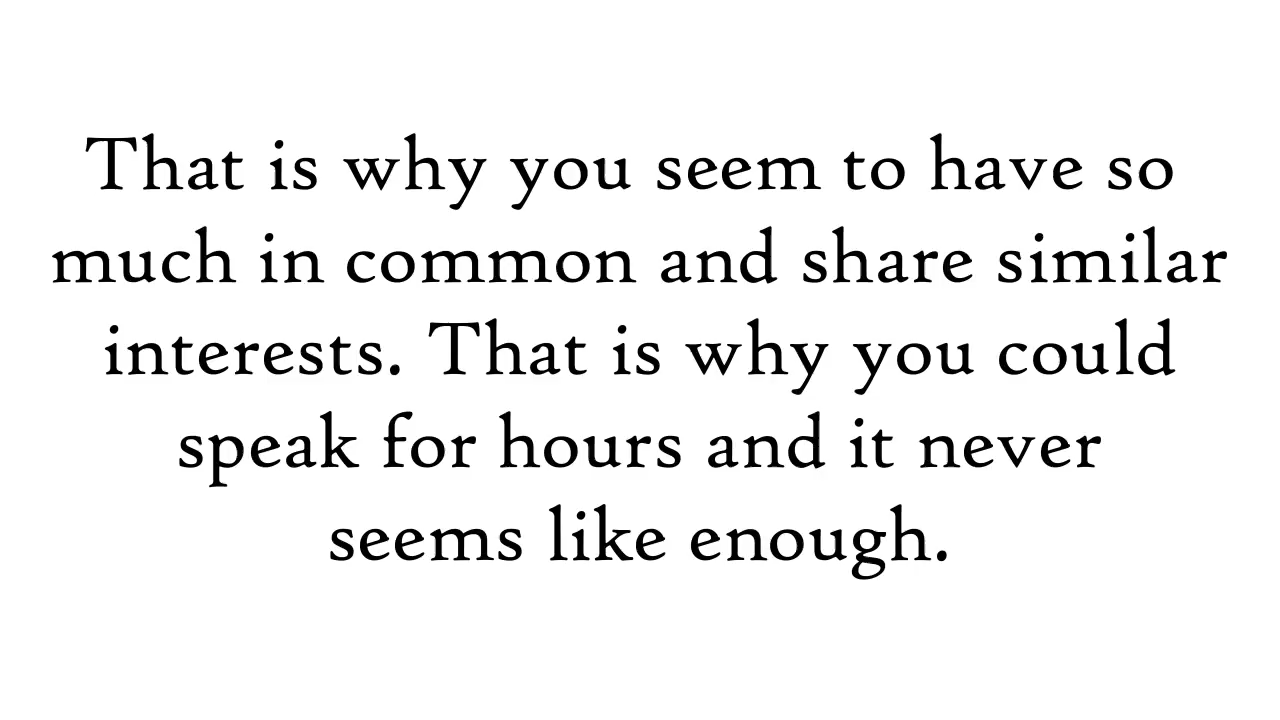 That is why you seem to have so
much in common and share similar
interests. That is why you could
speak for hours and it never
seems like enough.